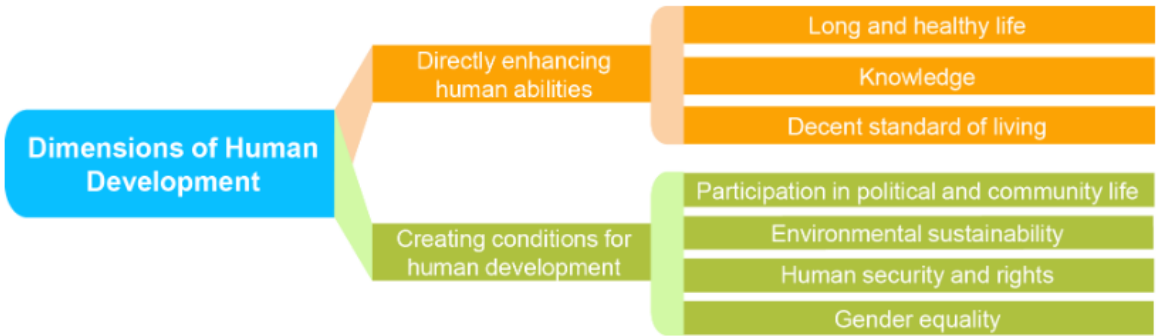 Dimensions of Human
Development
Directly enhancing
human abilities
Long and healthy life
Knowledge
Decent standard of living
Creating conditions for
human development
Participation in political and community life
Environmental sustainability
Human security and rights
Gender equality